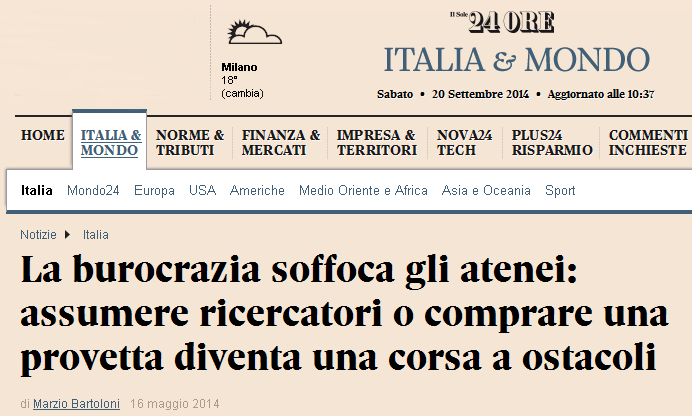 Il Sole
24 ORE
ITALIA & MONDO
Milano
18°
(cambia)
Sabato • 20 Settembre 2014 • Aggiornato alle 10:37
HOME
ITALIA & MONDO
NORME & TRIBUTI
FINANZA & MERCATI
IMPRESA & TERRITORI
NOVA24 TECH
PLUS24 RISPARMIO
COMMENTI INCHIESTE
Italia Mondo24 Europa USA Americhe Medio Oriente e Africa Asia e Oceania Sport
Notizie Italia
La burocrazia soffoca gli atenei:
assumere ricercatori o comprare una
provetta diventa una corsa a ostacoli
di Marzio Bartoloni 16 maggio 2014